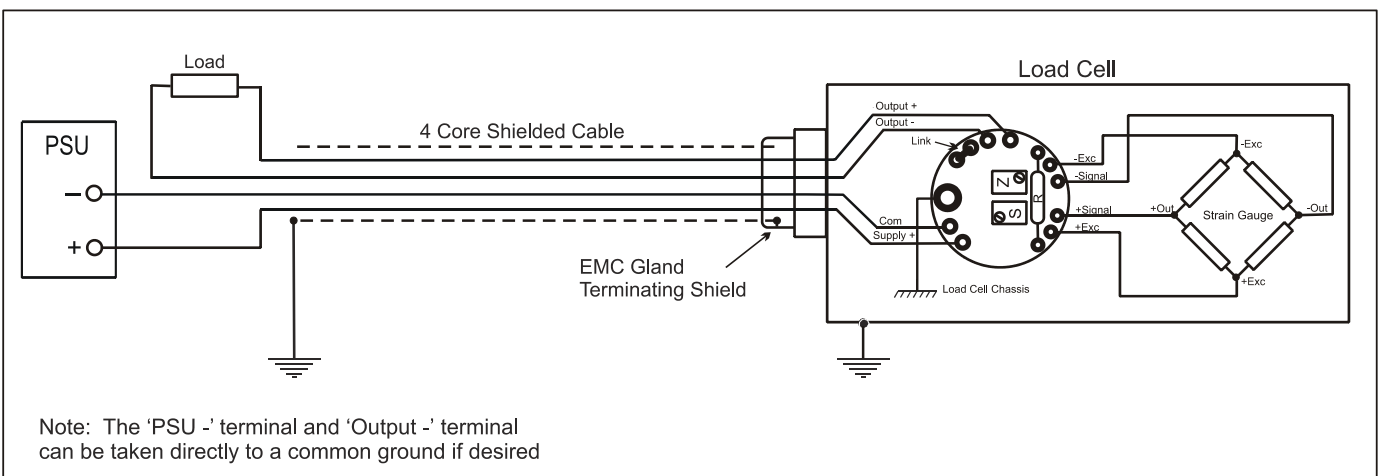 Load
Load Cell
PSU
4 Core Shielded Cable
Output +
Output -
Link
-Exc
-Signal
-Exc
Z
R
S
+Signal
+Out
Strain Gauge
-Out
–
+
Com
Supply +
+Exc
+Exc
EMC Gland
Terminating Shield
Load Cell Chassis
Note: The ‘PSU -’ terminal and ‘Output -’ terminal
can be taken directly to a common ground if desired